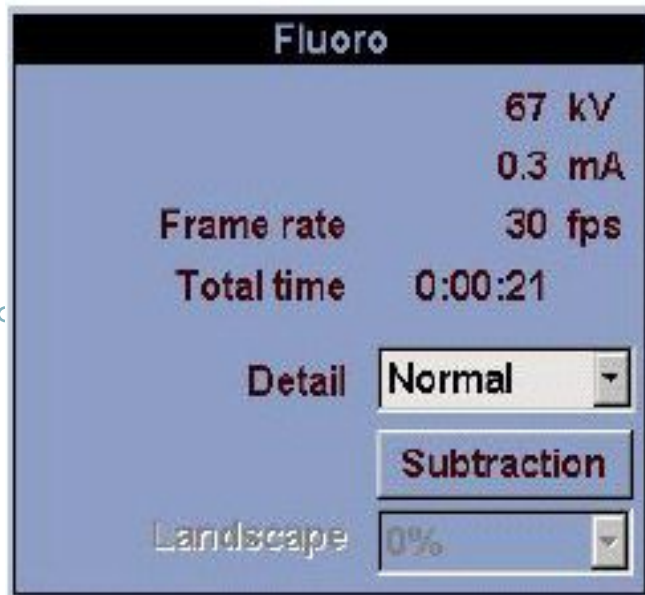 Fluoro
67 kV
0.3 mA
Frame rate 30 fps
Total time 0:00:21
Detail Normal
Subtraction
Landscape 0%